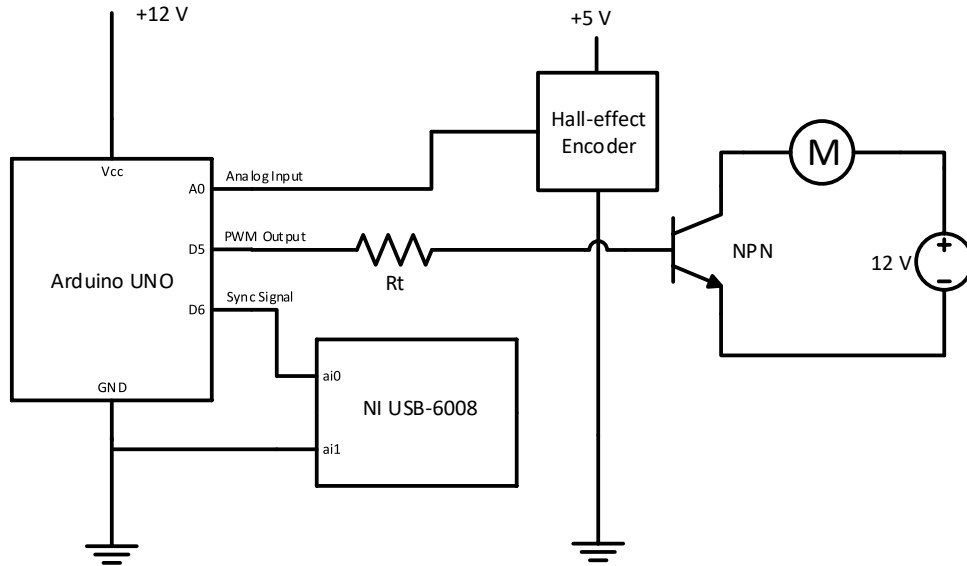 +12 V
+5 V
Hall-effect
Encoder
M
Vcc
A0
Analog Input
D5
PWM Output
Rt
NPN
12 V
+
−
Arduino UNO
D6
Sync Signal
GND
ai0
NI USB-6008
ai1